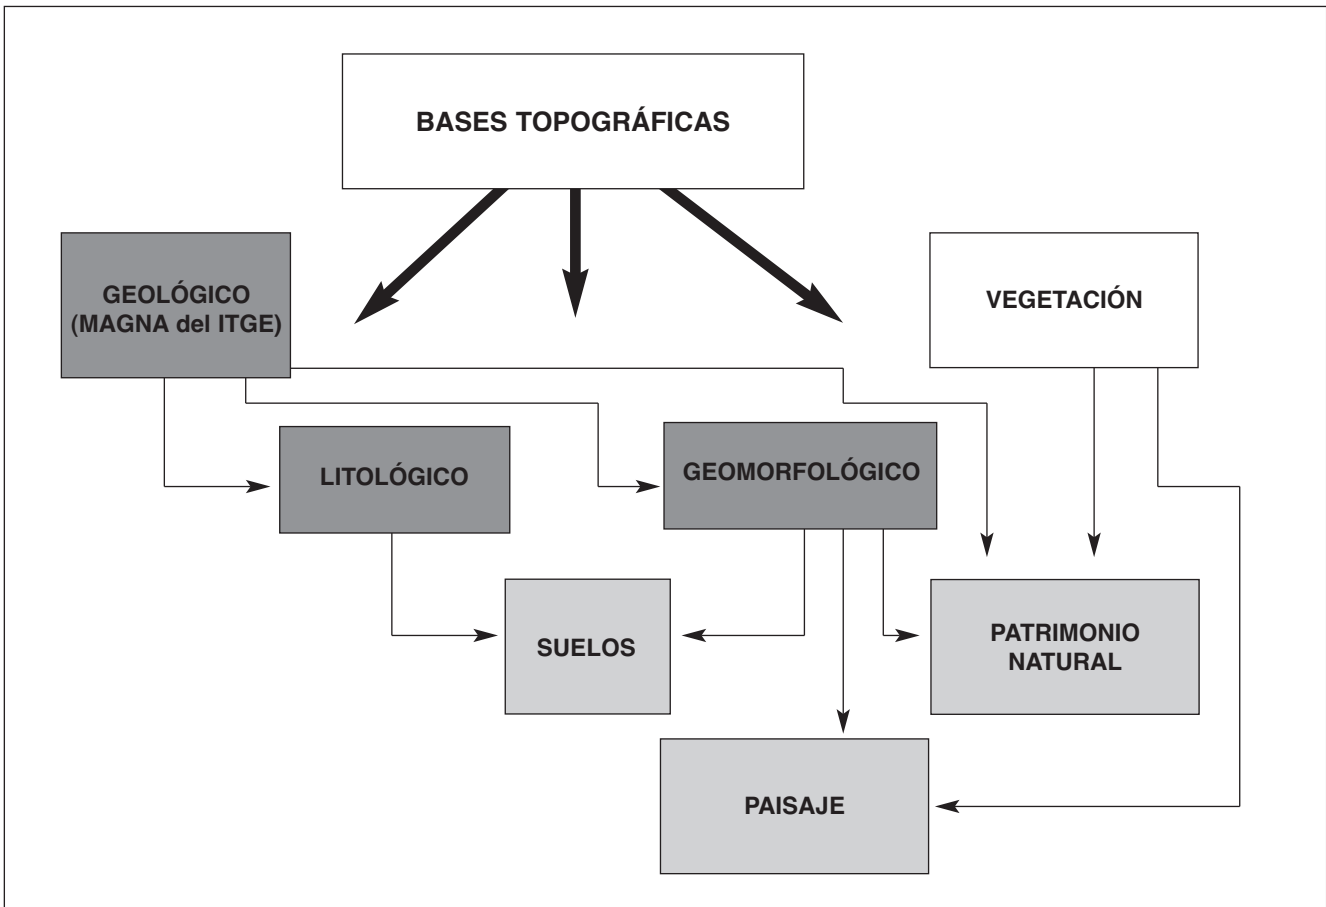 BASES TOPOGRÁFICAS
GEOLÓGICO
(MAGNA del ITGE)
VEGETACIÓN
LITOLÓGICO
GEOMORFOLÓGICO
SUELOS
PATRIMONIO
NATURAL
PAISAJE